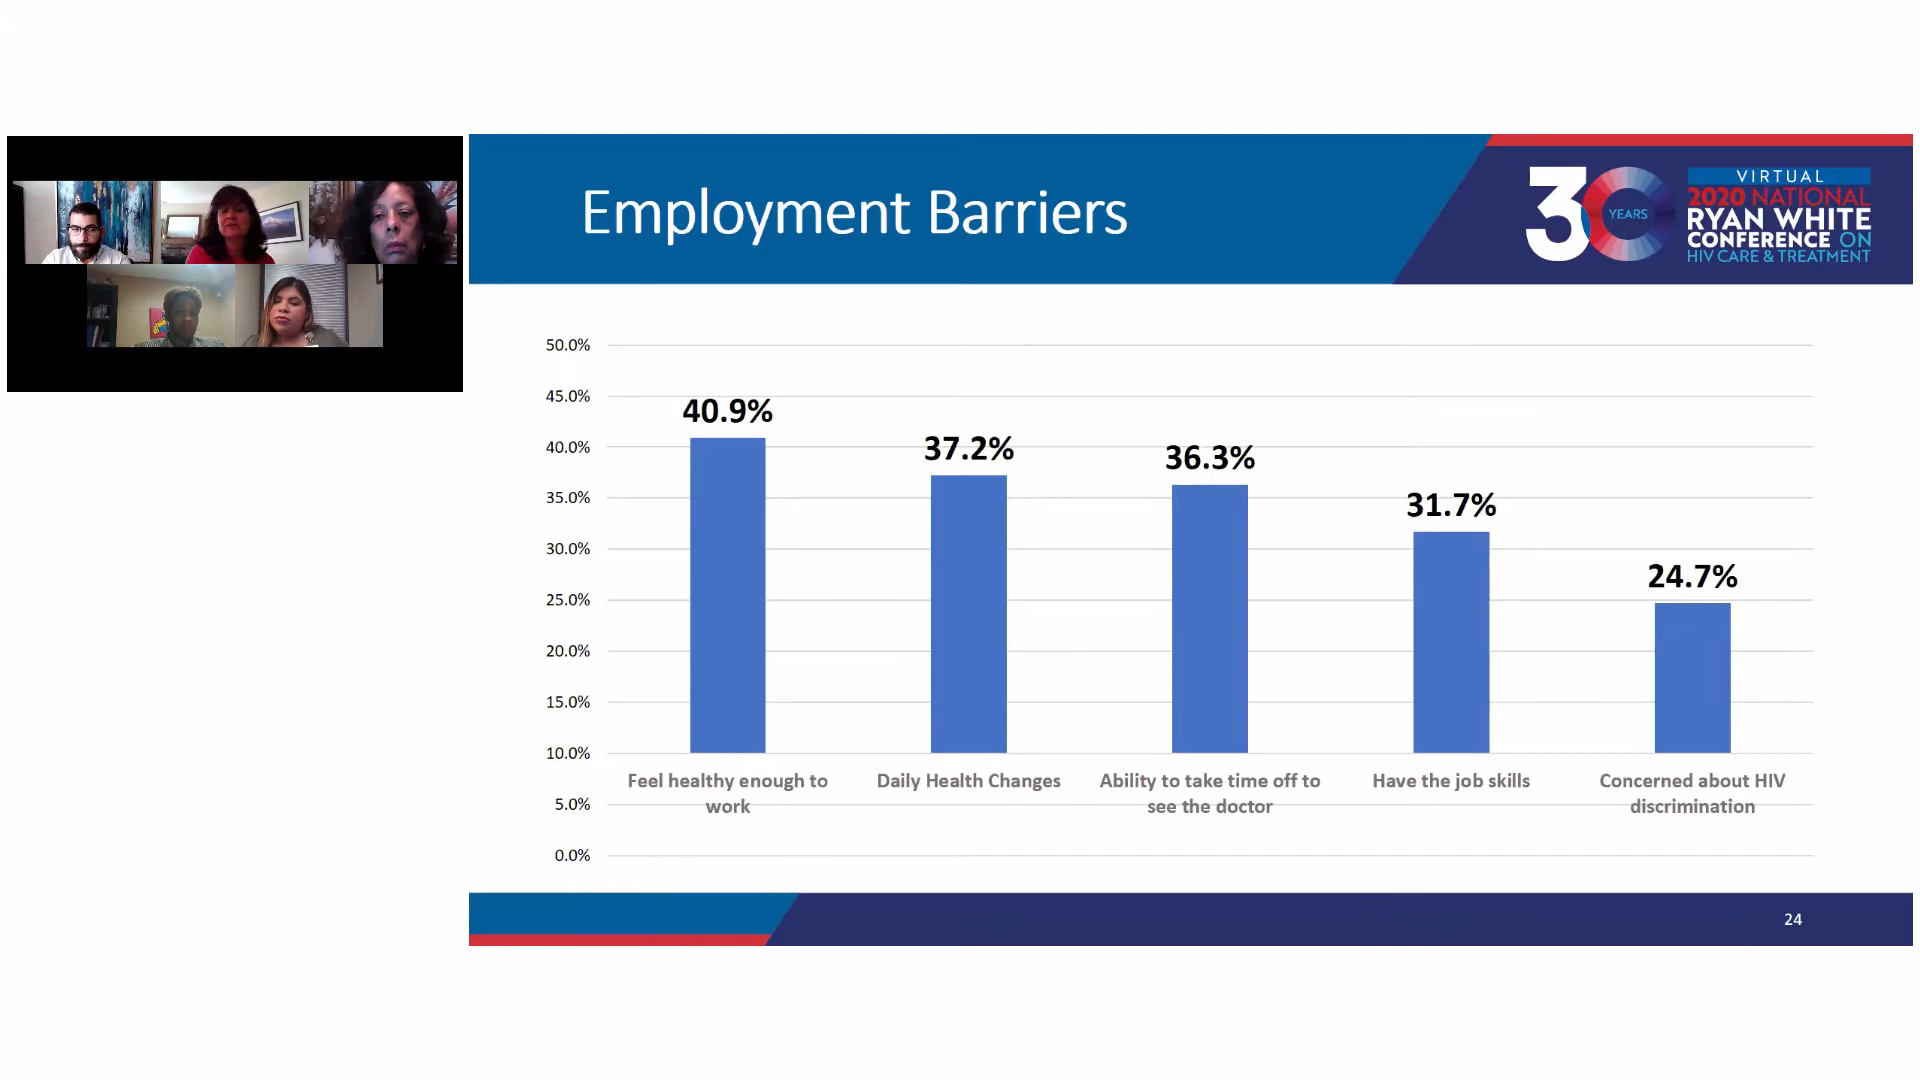 Employment Barriers
30
YEARS
VIRTUAL
2020 NATIONAL
RYAN WHITE
CONFERENCE ON
HIV CARE & TREATMENT
50.0%
45.0%
40.0%
35.0%
30.0%
25.0%
20.0%
15.0%
10.0%
5.0%
0.0%
40.9%
37.2%
36.3%
31.7%
24.7%
Feel healthy enough to
work
Daily Health Changes
Ability to take time off to
see the doctor
Have the job skills
Concerned about HIV
discrimination
24